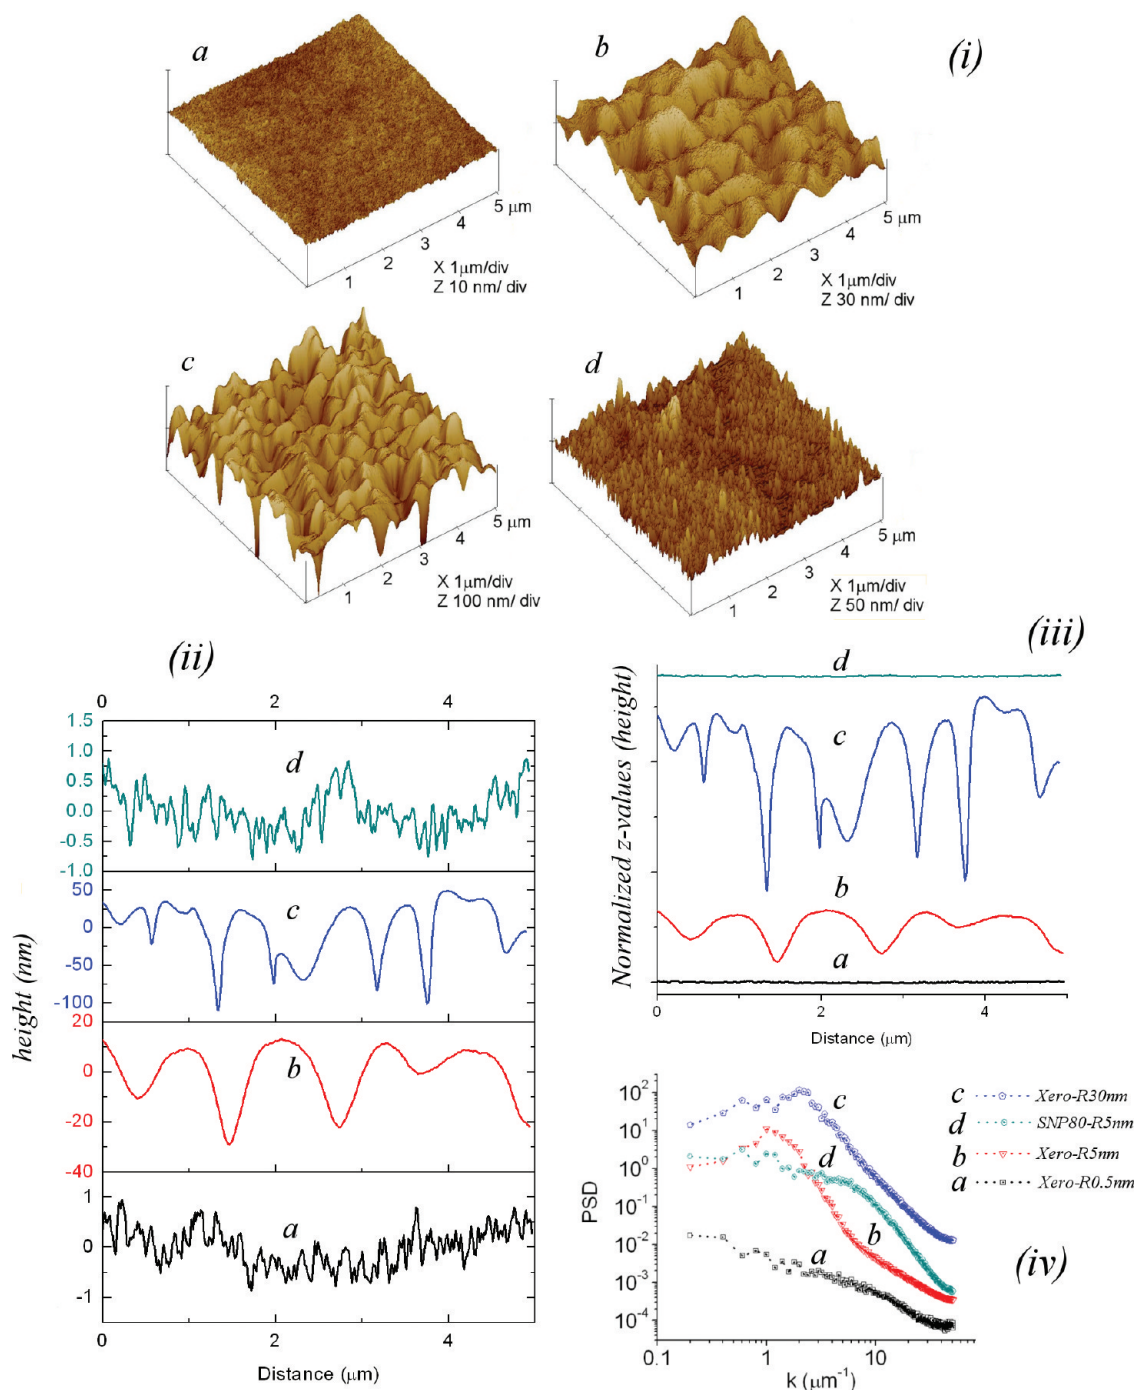 a
b
(i)
5 μm
4
3
2
1
X 1μm/div
Z 10 nm/ div
5 μm
4
3
2
1
X 1μm/div
Z 30 nm/ div
c
d
5 μm
4
3
2
1
X 1μm/div
Z 100 nm/ div
5 μm
4
3
2
1
X 1μm/div
Z 50 nm/ div
(ii)
(iii)
0 2 4
1.5
1.0
0.5
0.0
-0.5
-1.0
d
50
0
-50
-100
c
20
0
-20
-40
b
1
0
-1
a
0 2 4
height (nm)
Distance (μm)
Normalized z-values (height)
d
c
b
a
0 2 4
Distance (μm)
PSD
10²
10¹
10⁰
10⁻¹
10⁻²
10⁻³
10⁻⁴
c
d
b
a
0.1 1 10
k (μm⁻¹)
c Xero-R30nm
d SNP80-R5nm
b Xero-R5nm
a Xero-R0.5nm
(iv)